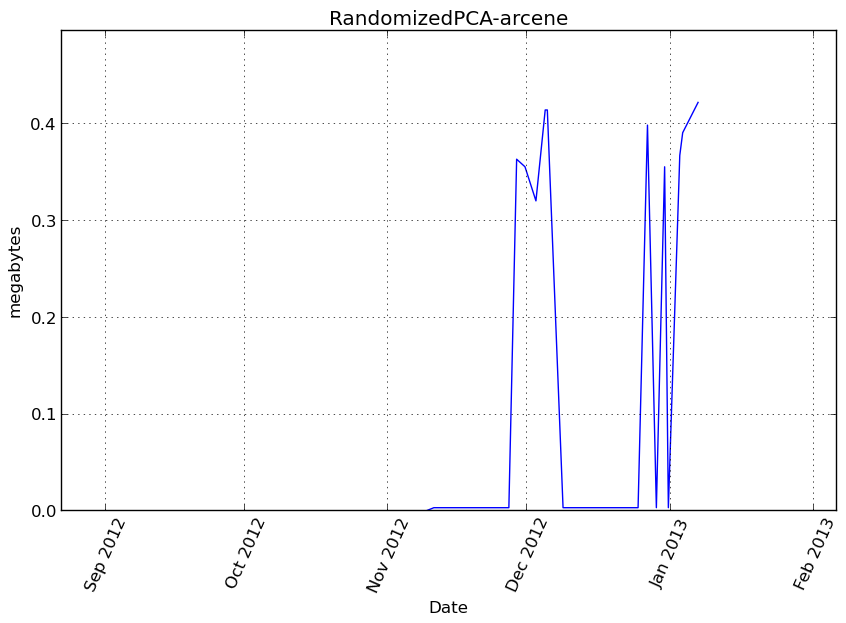 RandomizedPCA-arcene
megabytes
0.4
0.3
0.2
0.1
0.0
Sep 2012
Oct 2012
Nov 2012
Dec 2012
Jan 2013
Feb 2013
Date